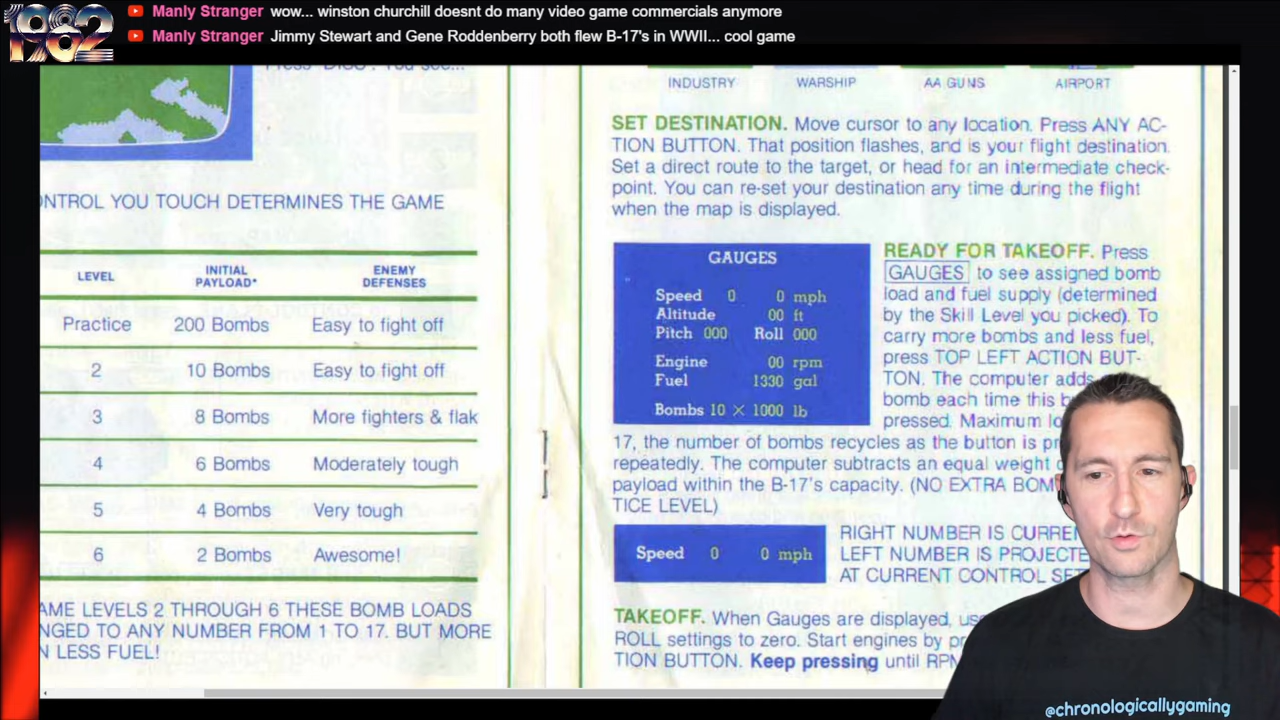 1982
Manly Stranger wow... winston churchill doesnt do many video game commercials anymore
Manly Stranger Jimmy Stewart and Gene Roddenberry both flew B-17's in WWII... cool game
ONTROL YOU TOUCH DETERMINES THE GAME
LEVEL INITIAL PAYLOAD* ENEMY DEFENSES
Practice 200 Bombs Easy to fight off
2 10 Bombs Easy to fight off
3 8 Bombs More fighters & flak
4 6 Bombs Moderately tough
5 4 Bombs Very tough
6 2 Bombs Awesome!
AME LEVELS 2 THROUGH 6 THESE BOMB LOADS
NGED TO ANY NUMBER FROM 1 TO 17. BUT MORE
N LESS FUEL!
INDUSTRY WARSHIP AA GUNS AIRPORT
SET DESTINATION. Move cursor to any location. Press ANY AC-
TION BUTTON. That position flashes, and is your flight destination.
Set a direct route to the target, or head for an intermediate check-
point. You can re-set your destination any time during the flight
when the map is displayed.
GAUGES
Speed 0 0 mph
Altitude 00 ft
Pitch 000 Roll 000
Engine 00 rpm
Fuel 1330 gal
Bombs 10 × 1000 lb
READY FOR TAKEOFF. Press
GAUGES to see assigned bomb
load and fuel supply (determined
by the Skill Level you picked). To
carry more bombs and less fuel,
press TOP LEFT ACTION BUT-
TON. The computer adds
bomb each time this b
pressed. Maximum lo
17, the number of bombs recycles as the button is pr
repeatedly. The computer subtracts an equal weight
payload within the B-17's capacity. (NO EXTRA BOM
TICE LEVEL)
Speed 0 0 mph
RIGHT NUMBER IS CURRE
LEFT NUMBER IS PROJECTE
AT CURRENT CONTROL SET
TAKEOFF. When Gauges are displayed, us
ROLL settings to zero. Start engines by pr
TION BUTTON. Keep pressing until RPM
@chronologicallygaming